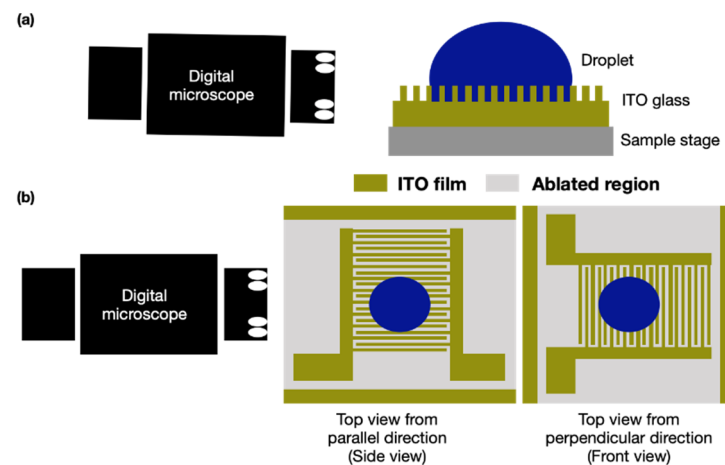 (a)
Digital
microscope
Droplet
ITO glass
Sample stage
(b)
ITO film
Ablated region
Digital
microscope
Top view from
parallel direction
(Side view)
Top view from
perpendicular direction
(Front view)